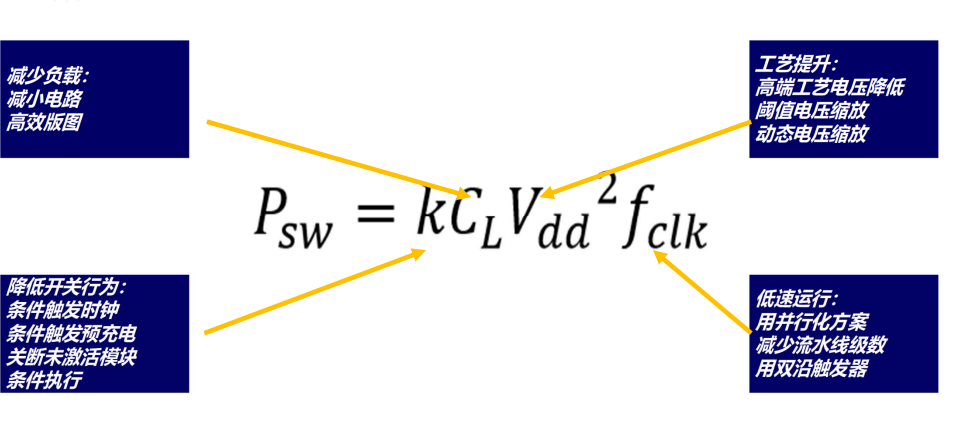 减少负载：
减小电路
高效版图
工艺提升：
高端工艺电压降低
阈值电压缩放
动态电压缩放
P_{sw} = kC_L V_{dd}^2 f_{clk}
降低开关行为：
条件触发时钟
条件触发预充电
关断未激活模块
条件执行
低速运行：
用并行化方案
减少流水线级数
用双沿触发器